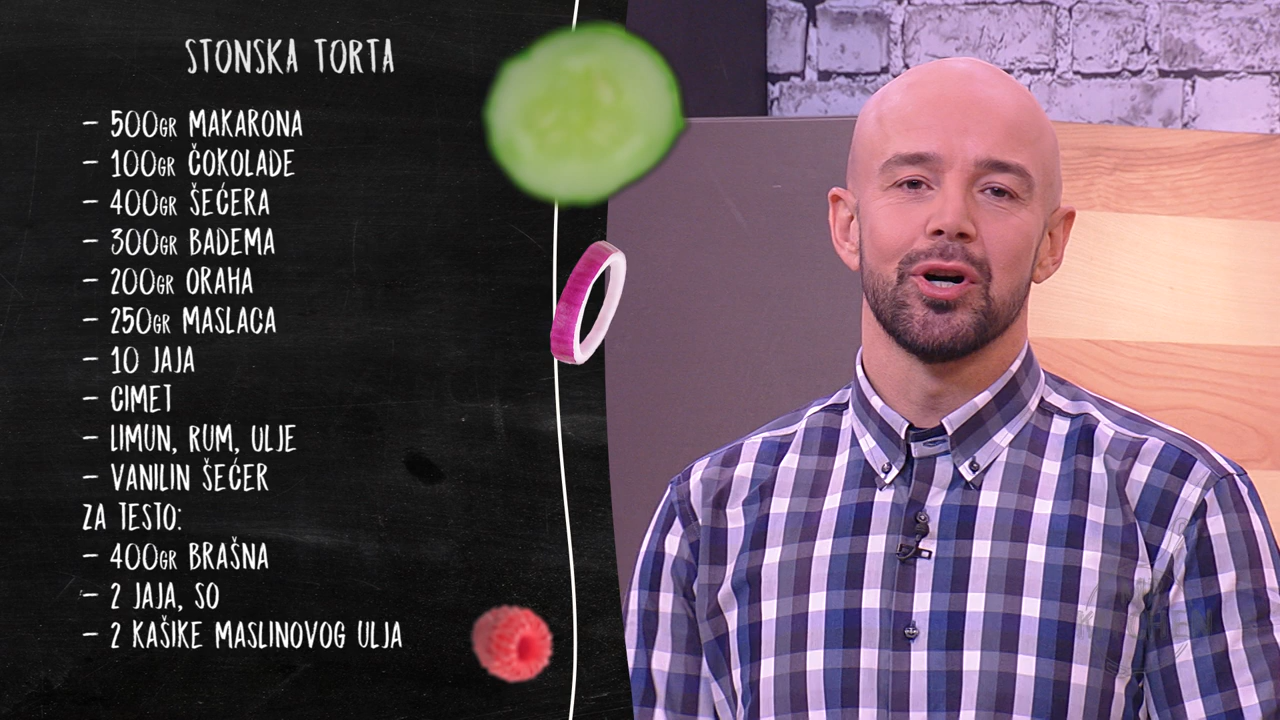 STONSKA TORTA
- 500GR MAKARONA
- 100GR ČOKOLADE
- 400GR ŠEĆERA
- 300GR BADEMA
- 200GR ORAHA
- 250GR MASLACA
- 10 JAJA
- CIMET
- LIMUN, RUM, ULJE
- VANILIN ŠEĆER
ZA TESTO:
- 400GR BRAŠNA
- 2 JAJA, SO
- 2 KAŠIKE MASLINOVOG ULJA